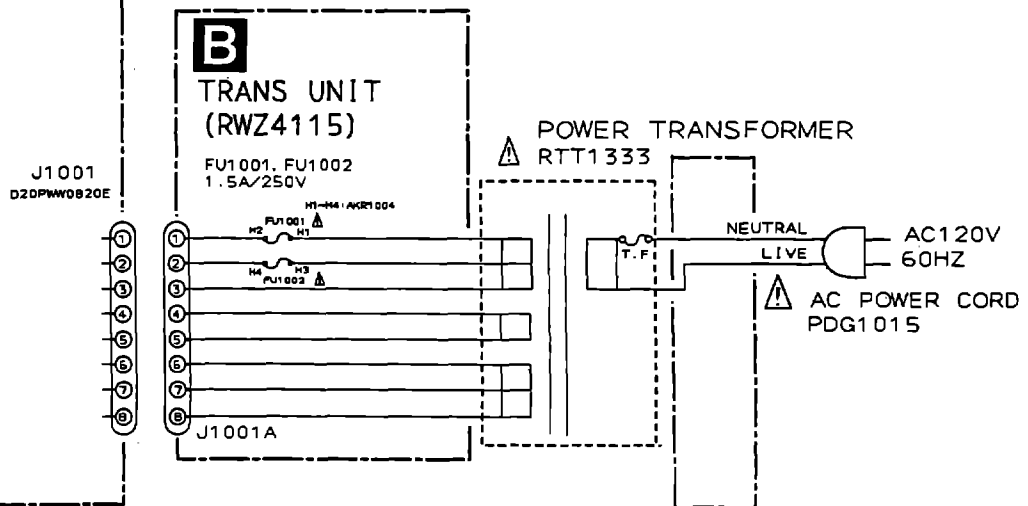 B
TRANS UNIT
(RWZ4115)
FU1001, FU1002
1.5A/250V
H1-H4:AKR1004
H2 FU1001 H1
H4 H3
FU1002
J1001
D20PWW0820E
1 1
2 2
3 3
4 4
5 5
6 6
7 7
8 8
J1001A
! POWER TRANSFORMER
RTT1333
T.F
NEUTRAL
LIVE
AC120V
60HZ
! AC POWER CORD
PDG1015